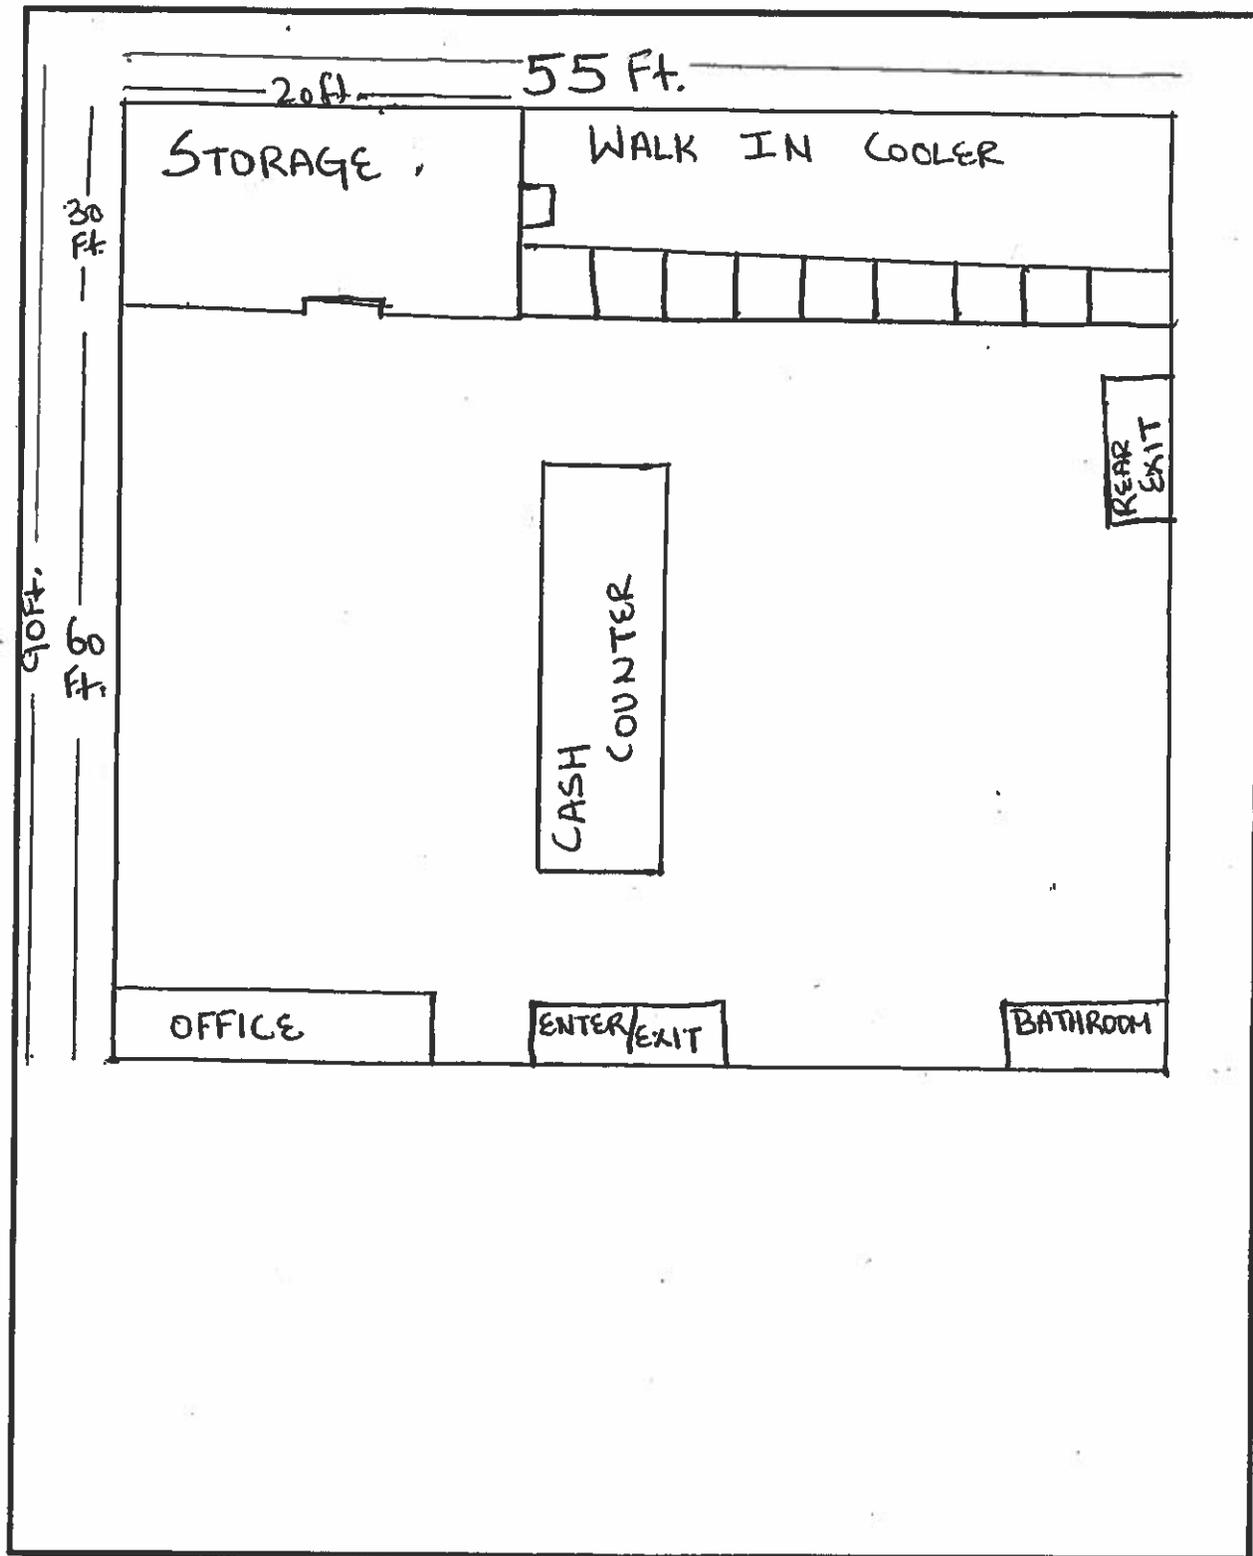 55 Ft.
20ft
STORAGE.
WALK IN COOLER
30
Ft.
REAR
EXIT
90Ft.
60
Ft.
CASH
COUNTER
OFFICE
ENTER/EXIT
BATHROOM